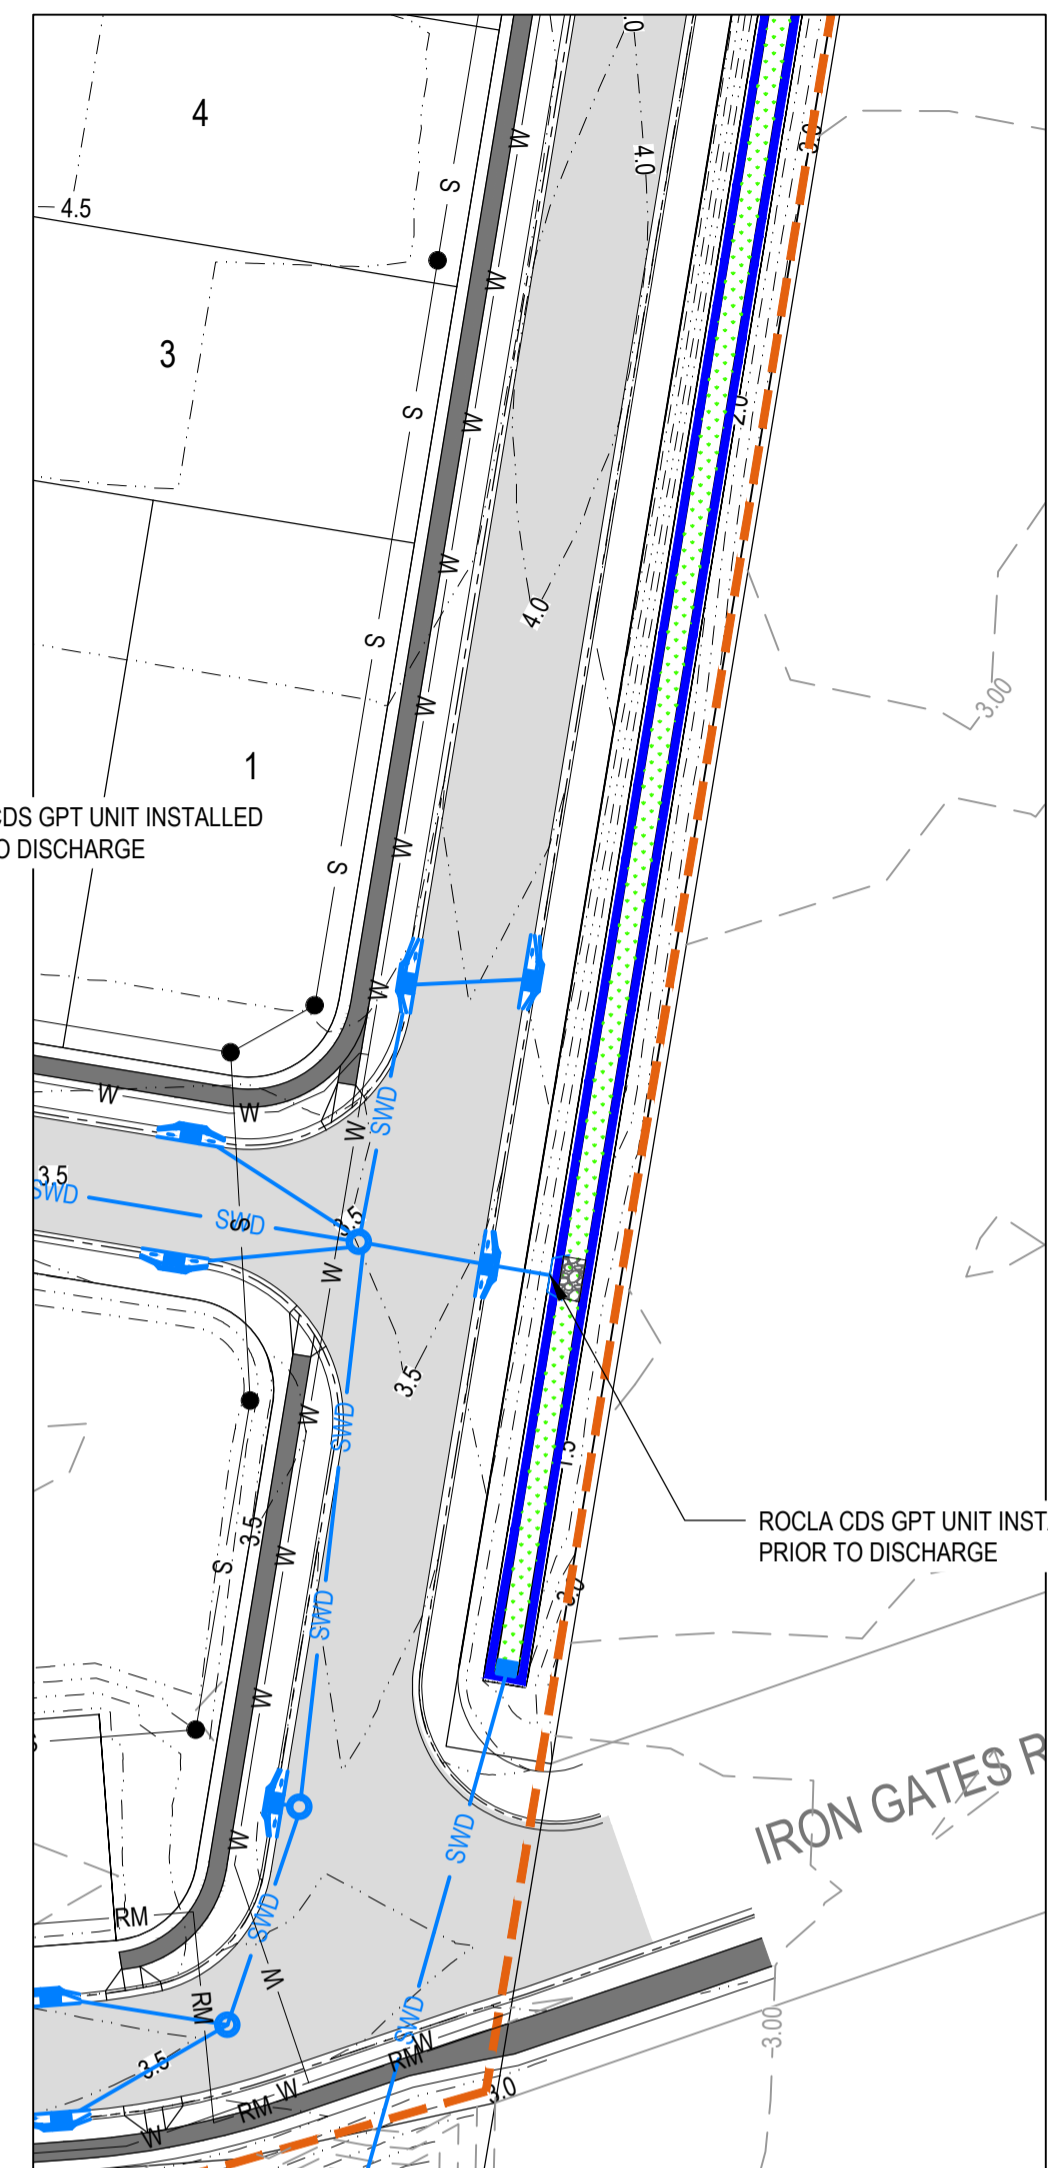 .0
4
4.0
3.0
S
W
4.5
W
3
2.0
S
W
W
4.0
S
W
3.00
1
CDS GPT UNIT INSTALLED
O DISCHARGE
W
S
W
W
W
SWD
W
3.5
SWD
SWD
S
3.5
W
3.5
W
SWD
1.5
3.5
ROCLA CDS GPT UNIT INST
PRIOR TO DISCHARGE
W
S
3.0
SWD
W
IRON GATES R
W
SWD
RM
SWD
W
RM
SWD
3.00
W
RM
3.5
W
3.0
RM
W